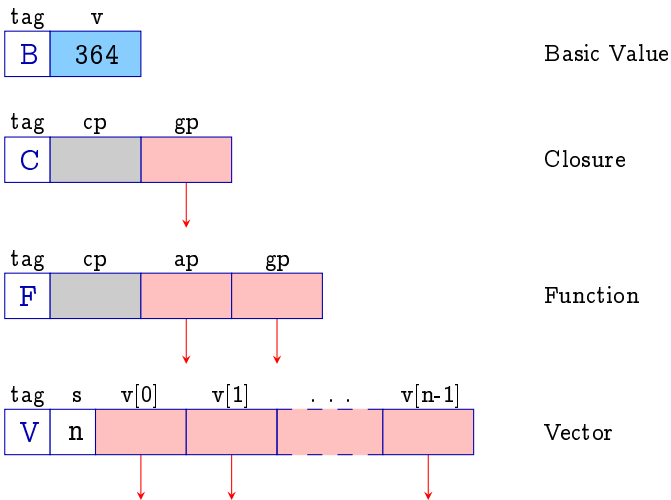 tag v
B 364 Basic Value
tag cp gp
C Closure
tag cp ap gp
F Function
tag s v[0] v[1] . . . v[n-1]
V n Vector